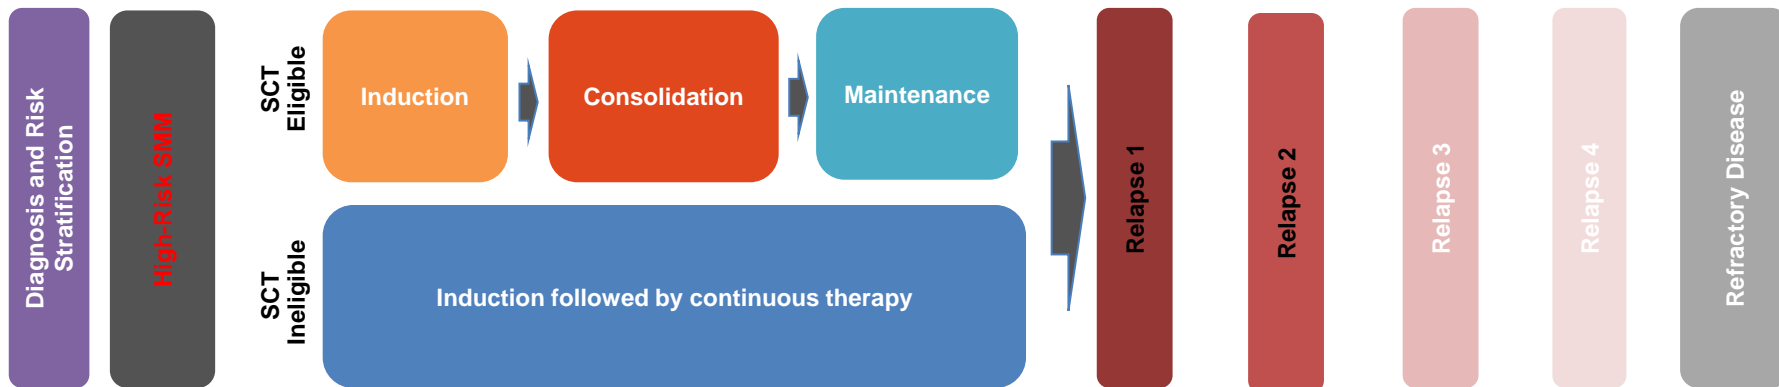 Diagnosis and Risk
Stratification
High-Risk SMM
SCT
Eligible
Induction
Consolidation
Maintenance
SCT
Ineligible
Induction followed by continuous therapy
Relapse 1
Relapse 2
Relapse 3
Relapse 4
Refractory Disease